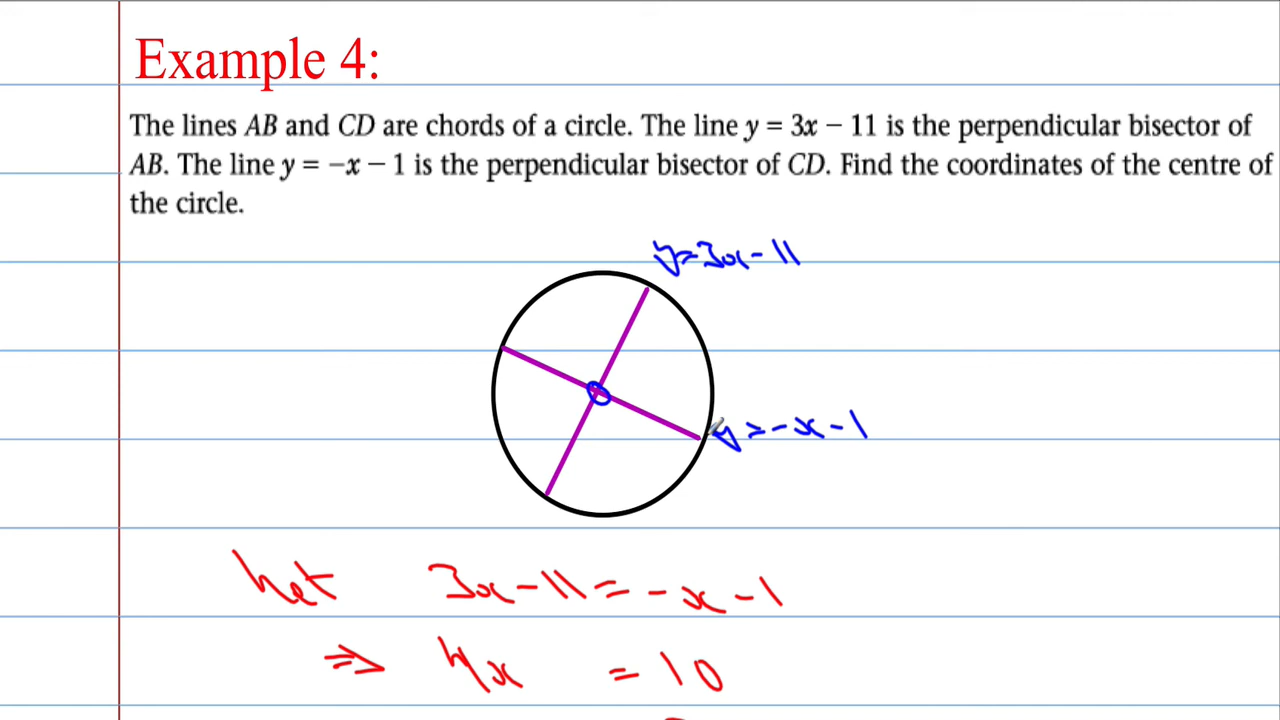 Example 4:
The lines AB and CD are chords of a circle. The line y = 3x − 11 is the perpendicular bisector of
AB. The line y = −x − 1 is the perpendicular bisector of CD. Find the coordinates of the centre of
the circle.
y=3x-11
y=-x-1
Let 3x-11=-x-1
⇒ 4x = 10